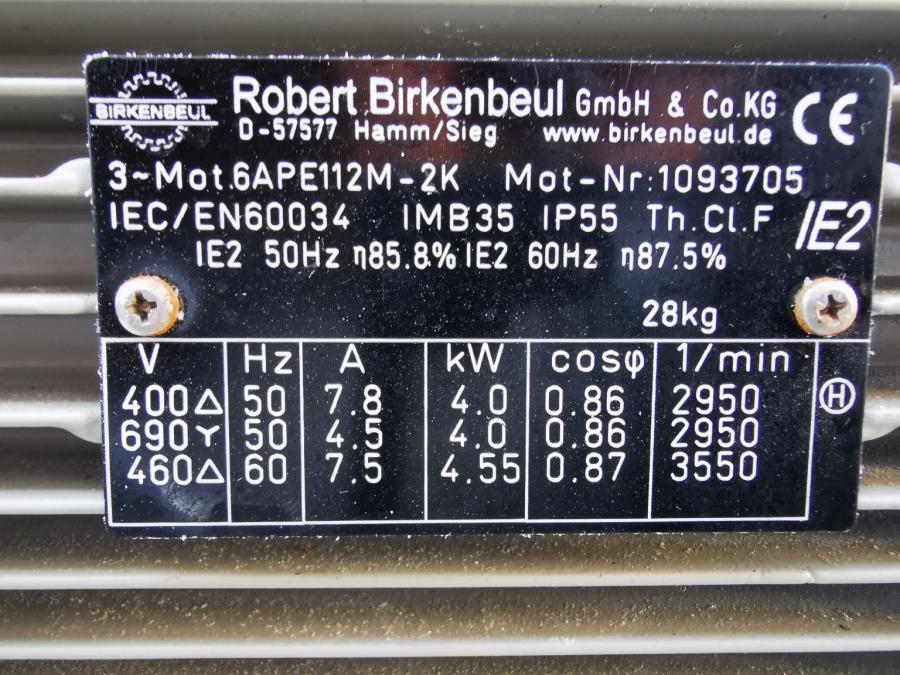 BIRKENBEUL
Robert Birkenbeul GmbH & Co.KG
D-57577 Hamm/Sieg www.birkenbeul.de
CE
3~Mot.6APE112M-2K Mot-Nr:1093705
IEC/EN60034 IMB35 IP55 Th.Cl.F
IE2
IE2 50Hz η85.8% IE2 60Hz η87.5%
28kg
V Hz A kW cosφ 1/min
400△ 50 7.8 4.0 0.86 2950
690Y 50 4.5 4.0 0.86 2950
460△ 60 7.5 4.55 0.87 3550
H